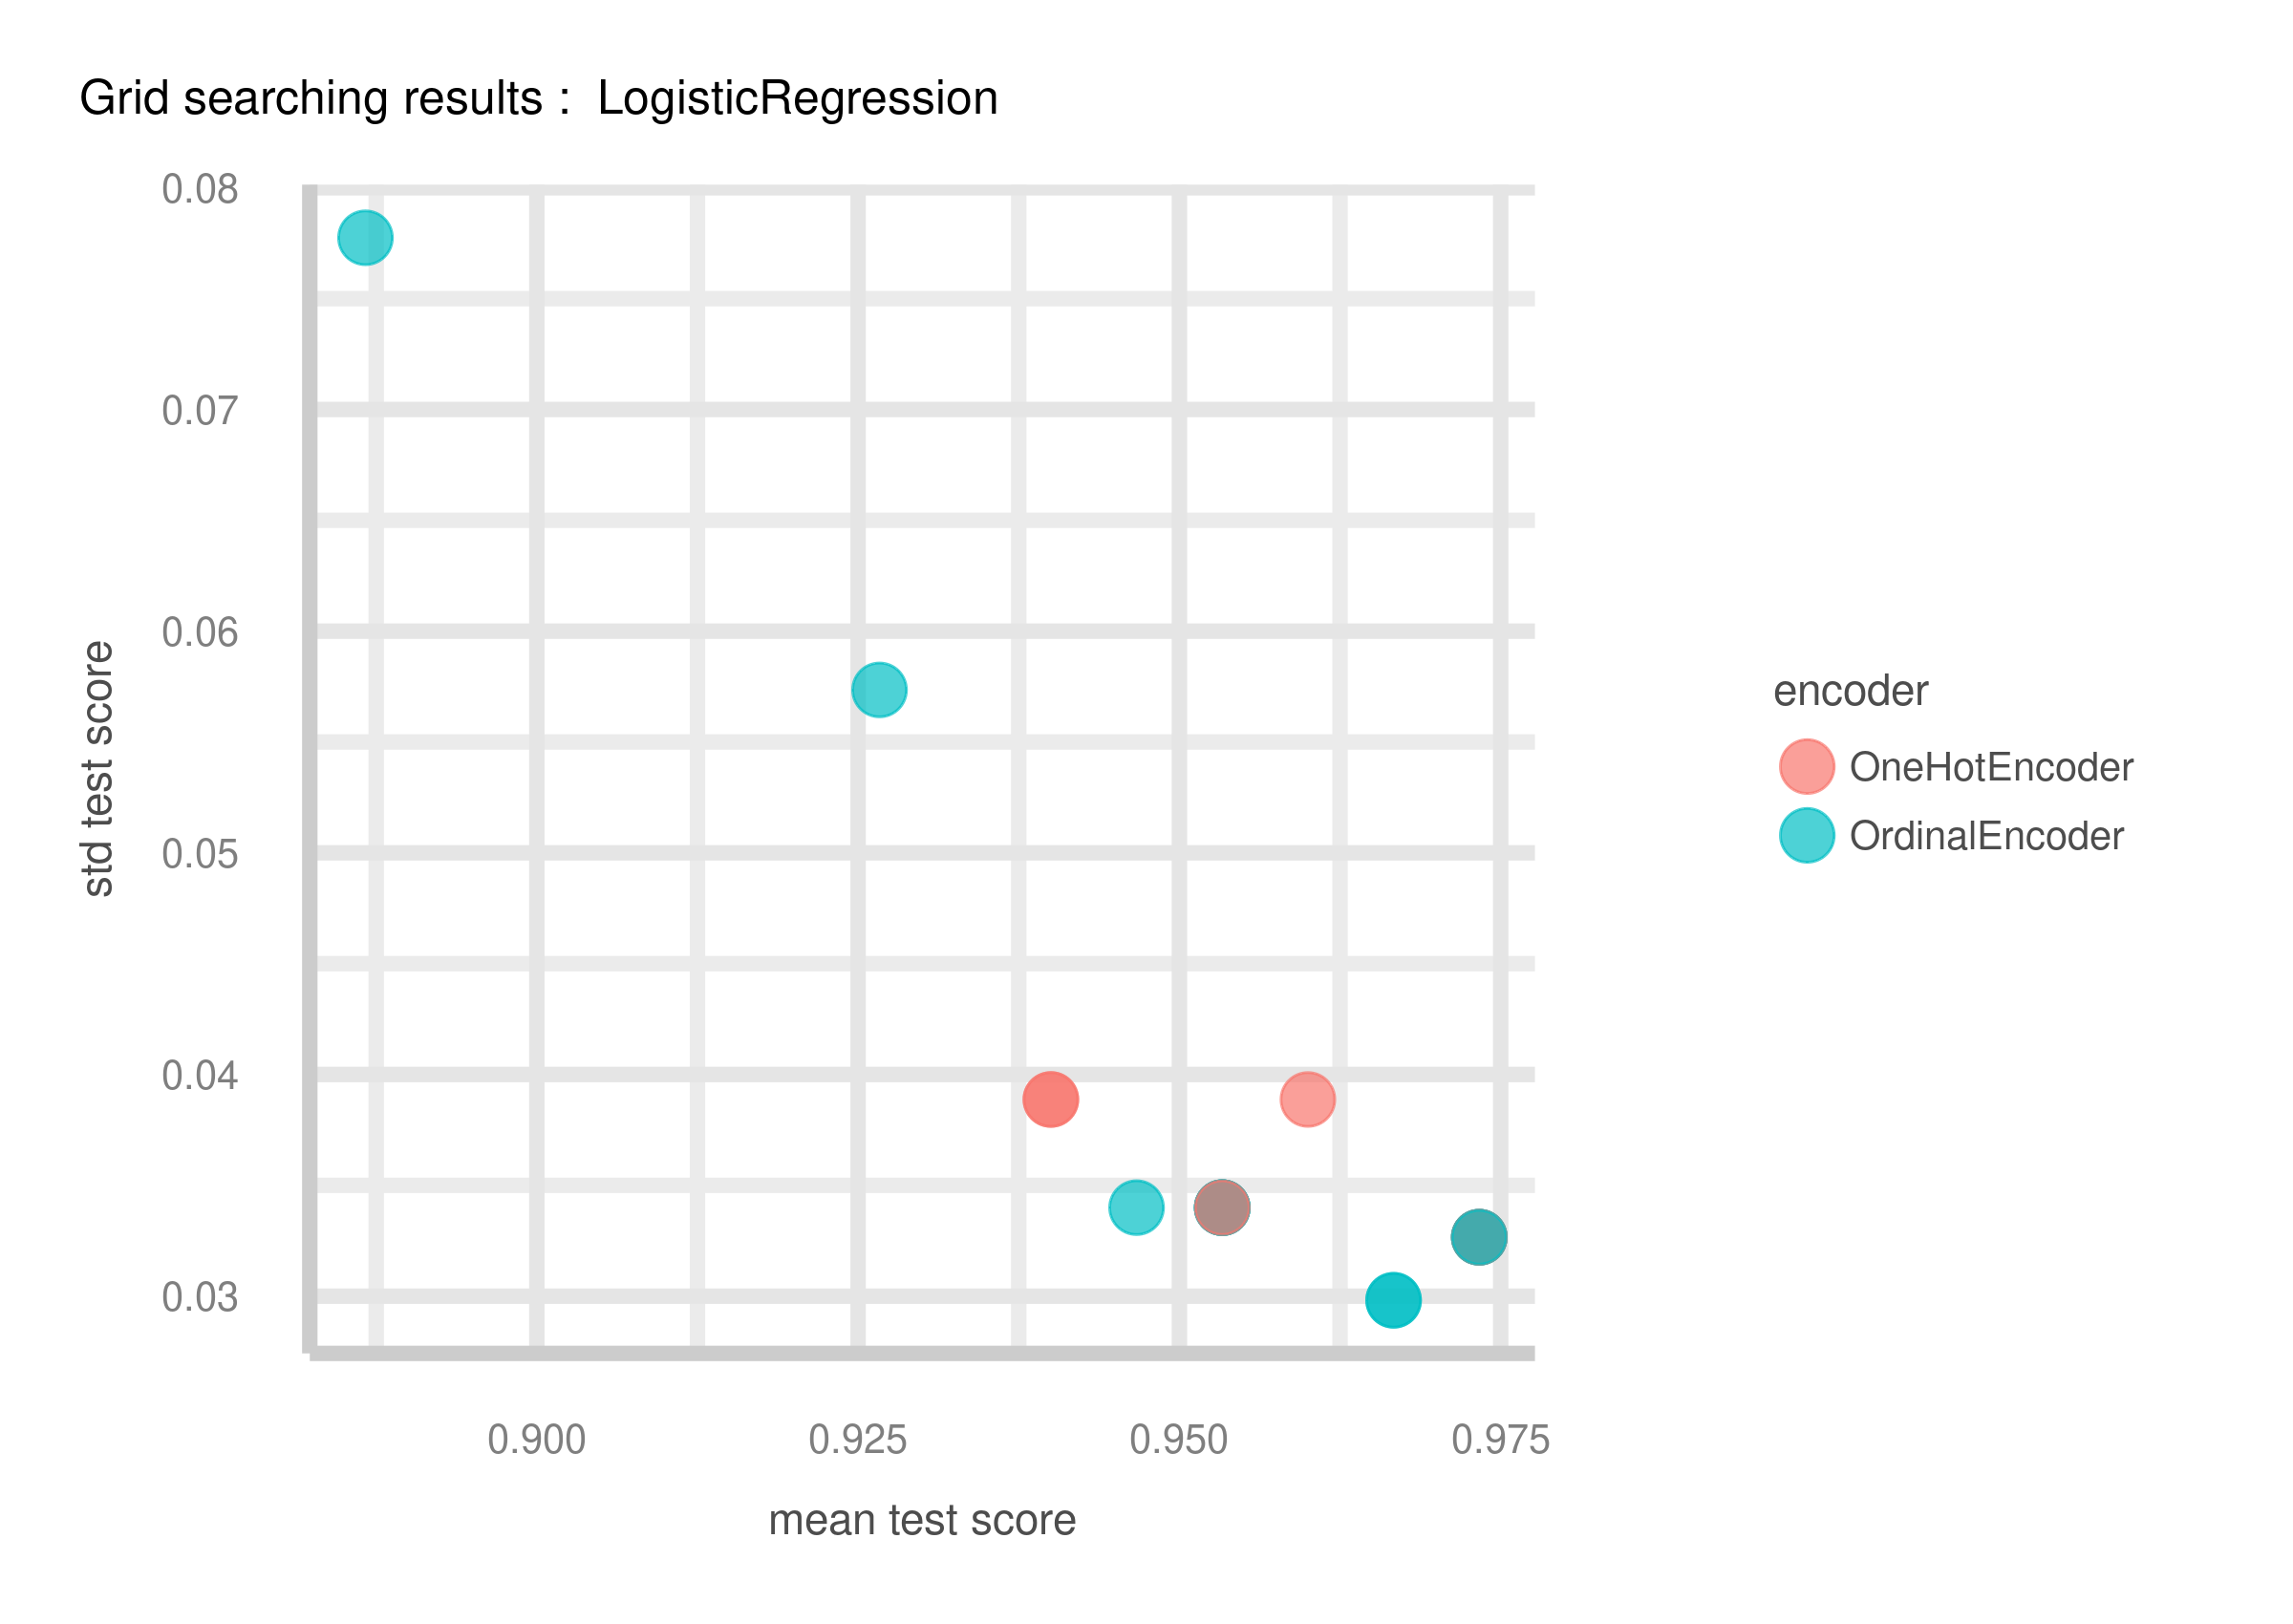 Grid searching results :  LogisticRegression
0.08
0.07
0.06
0.05
0.04
0.03
std test score
0.900 0.925 0.950 0.975
mean test score
encoder
OneHotEncoder
OrdinalEncoder